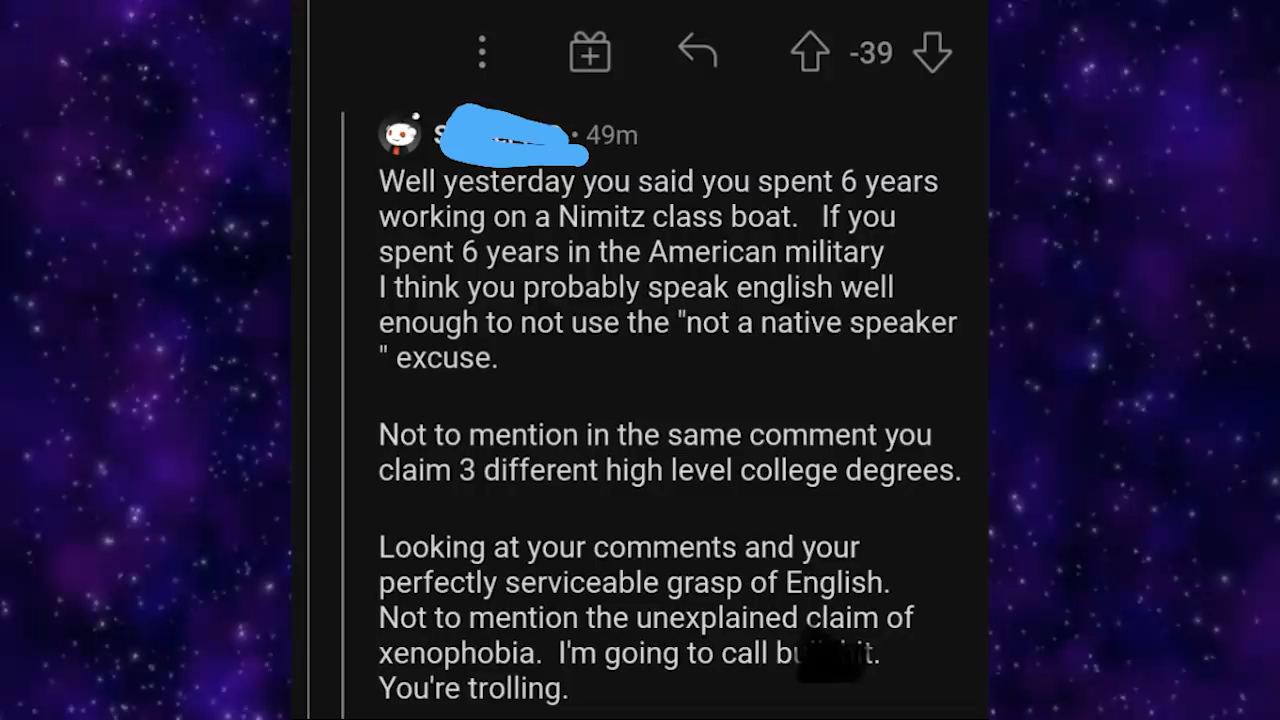 -39
• 49m
Well yesterday you said you spent 6 years
working on a Nimitz class boat. If you
spent 6 years in the American military
I think you probably speak english well
enough to not use the "not a native speaker
" excuse.
Not to mention in the same comment you
claim 3 different high level college degrees.
Looking at your comments and your
perfectly serviceable grasp of English.
Not to mention the unexplained claim of
xenophobia. I'm going to call
You're trolling.